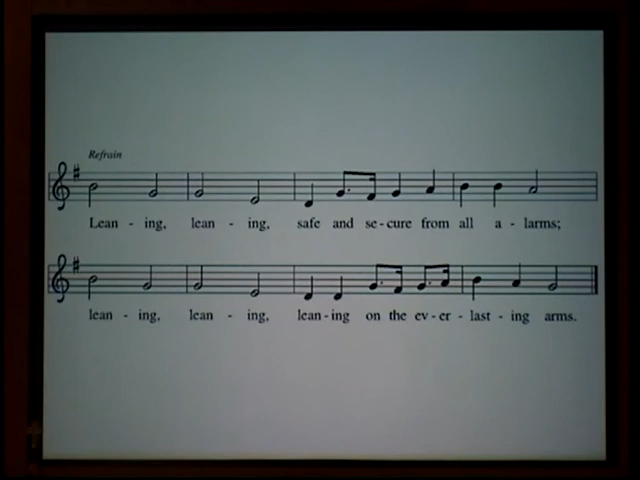 Refrain
Lean - ing, lean - ing, safe and se - cure from all a - larms;
lean - ing, lean - ing, lean - ing on the ev - er - last - ing arms.